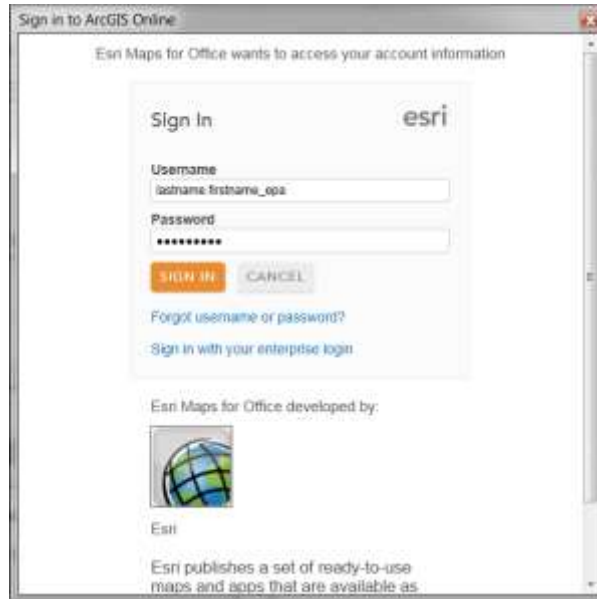 Sign in to ArcGIS Online
Esri Maps for Office wants to access your account information
Sign In
esri
Username
lastname.firstname_epa
Password
•••••••••
SIGN IN
CANCEL
Forgot username or password?
Sign in with your enterprise login
Esri Maps for Office developed by:
Esri
Esri publishes a set of ready-to-use
maps and apps that are available as